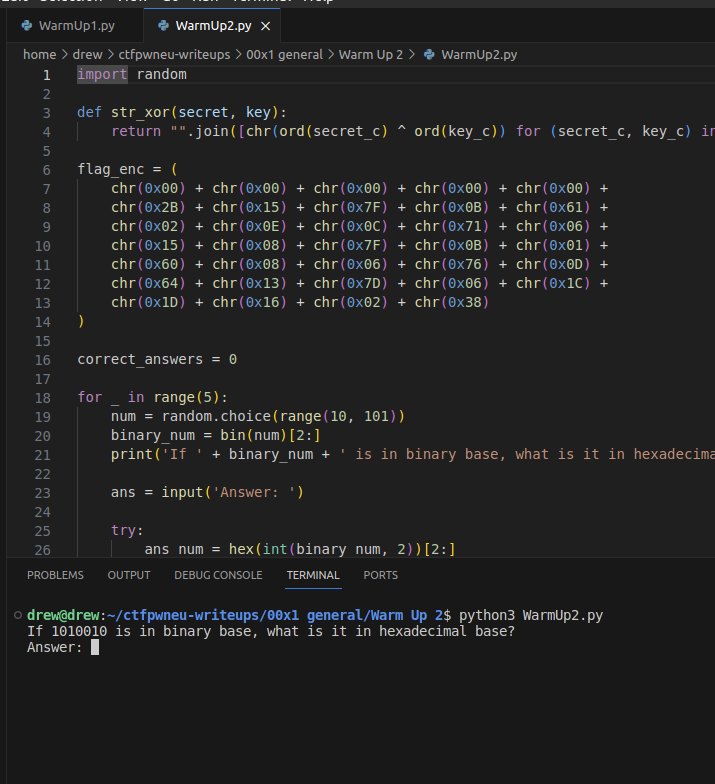 WarmUp1.py WarmUp2.py
home > drew > ctfpwneu-writeups > 00x1 general > Warm Up 2 > WarmUp2.py
1 import random
2
3 def str_xor(secret, key):
4 return "".join([chr(ord(secret_c) ^ ord(key_c)) for (secret_c, key_c) in
5
6 flag_enc = (
7 chr(0x00) + chr(0x00) + chr(0x00) + chr(0x00) + chr(0x00) +
8 chr(0x2B) + chr(0x15) + chr(0x7F) + chr(0x0B) + chr(0x61) +
9 chr(0x02) + chr(0x0E) + chr(0x0C) + chr(0x71) + chr(0x06) +
10 chr(0x15) + chr(0x08) + chr(0x7F) + chr(0x0B) + chr(0x01) +
11 chr(0x60) + chr(0x08) + chr(0x06) + chr(0x76) + chr(0x0D) +
12 chr(0x64) + chr(0x13) + chr(0x7D) + chr(0x06) + chr(0x1C) +
13 chr(0x1D) + chr(0x16) + chr(0x02) + chr(0x38)
14 )
15
16 correct_answers = 0
17
18 for _ in range(5):
19 num = random.choice(range(10, 101))
20 binary_num = bin(num)[2:]
21 print('If ' + binary_num + ' is in binary base, what is it in hexadecima
22
23 ans = input('Answer: ')
24
25 try:
26 ans_num = hex(int(binary_num, 2))[2:]
PROBLEMS OUTPUT DEBUG CONSOLE TERMINAL PORTS
drew@drew:~/ctfpwneu-writeups/00x1 general/Warm Up 2$ python3 WarmUp2.py
If 1010010 is in binary base, what is it in hexadecimal base?
Answer: